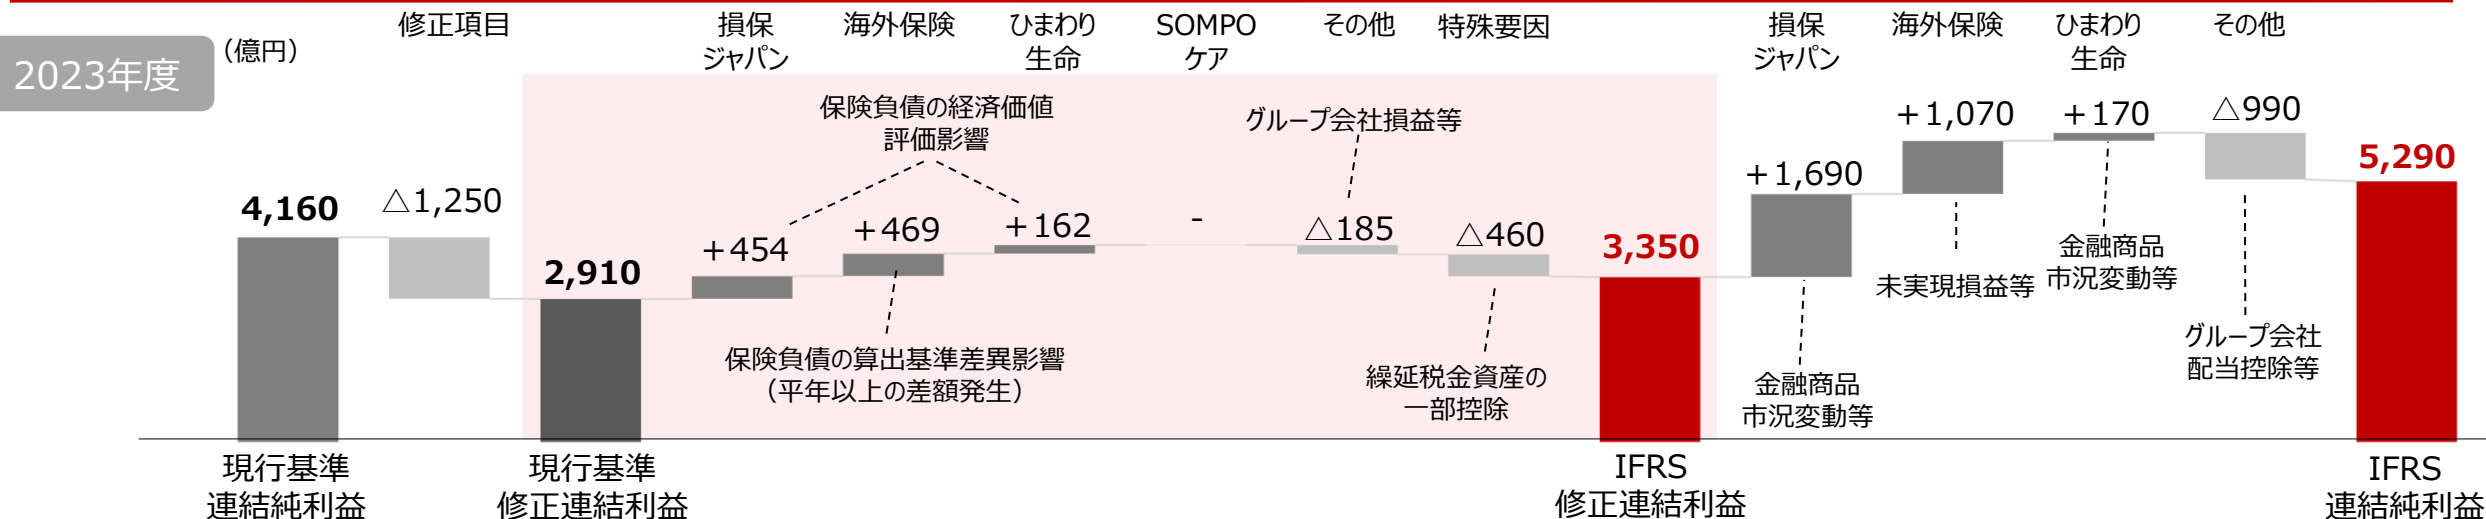 2023年度
（億円）
修正項目
損保
ジャパン
海外保険
ひまわり
生命
SOMPO
ケア
その他
特殊要因
損保
ジャパン
海外保険
ひまわり
生命
その他
保険負債の経済価値
評価影響
グループ会社損益等
4,160
△1,250
2,910
＋454
＋469
＋162
-
△185
△460
3,350
＋1,690
＋1,070
＋170
△990
5,290
保険負債の算出基準差異影響
（平年以上の差額発生）
繰延税金資産の
一部控除
金融商品
市況変動等
未実現損益等
金融商品
市況変動等
グループ会社
配当控除等
現行基準
連結純利益
現行基準
修正連結利益
IFRS
修正連結利益
IFRS
連結純利益